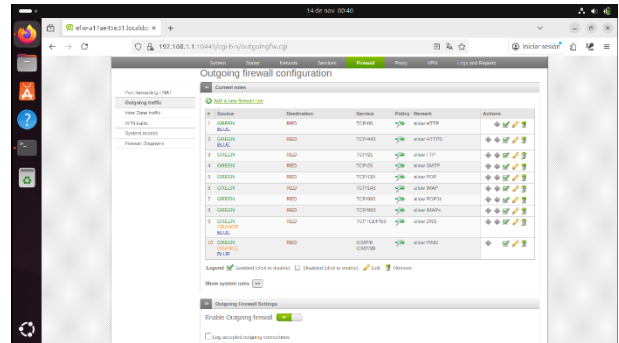 14 de nov 00:40
efw-a17ae45e31.localdo
192.168.1.1:10443/cgi-bin/outgoingfw.cgi
Iniciar sesión
System Status Network Services Firewall Proxy VPN Logs and Reports
Outgoing firewall configuration
Port forwarding / NAT
Outgoing traffic
Inter-Zone traffic
VPN traffic
System access
Firewall Diagrams
Current rules
Add a new firewall rule
# Source Destination Service Policy Remark Actions
1 GREEN BLUE RED TCP/80 allow HTTP
2 GREEN BLUE RED TCP/443 allow HTTPS
3 GREEN RED TCP/21 allow FTP
4 GREEN RED TCP/25 allow SMTP
5 GREEN RED TCP/110 allow POP
6 GREEN RED TCP/143 allow IMAP
7 GREEN RED TCP/995 allow POP3s
8 GREEN RED TCP/993 allow IMAPs
9 GREEN ORANGE BLUE RED TCP+UDP/53 allow DNS
10 GREEN ORANGE BLUE RED ICMP/8 ICMP/30 allow PING
Legend Enabled (click to disable) Disabled (click to enable) Edit Remove
Show system rules >>
Outgoing Firewall Settings
Enable Outgoing firewall
Log accepted outgoing connections